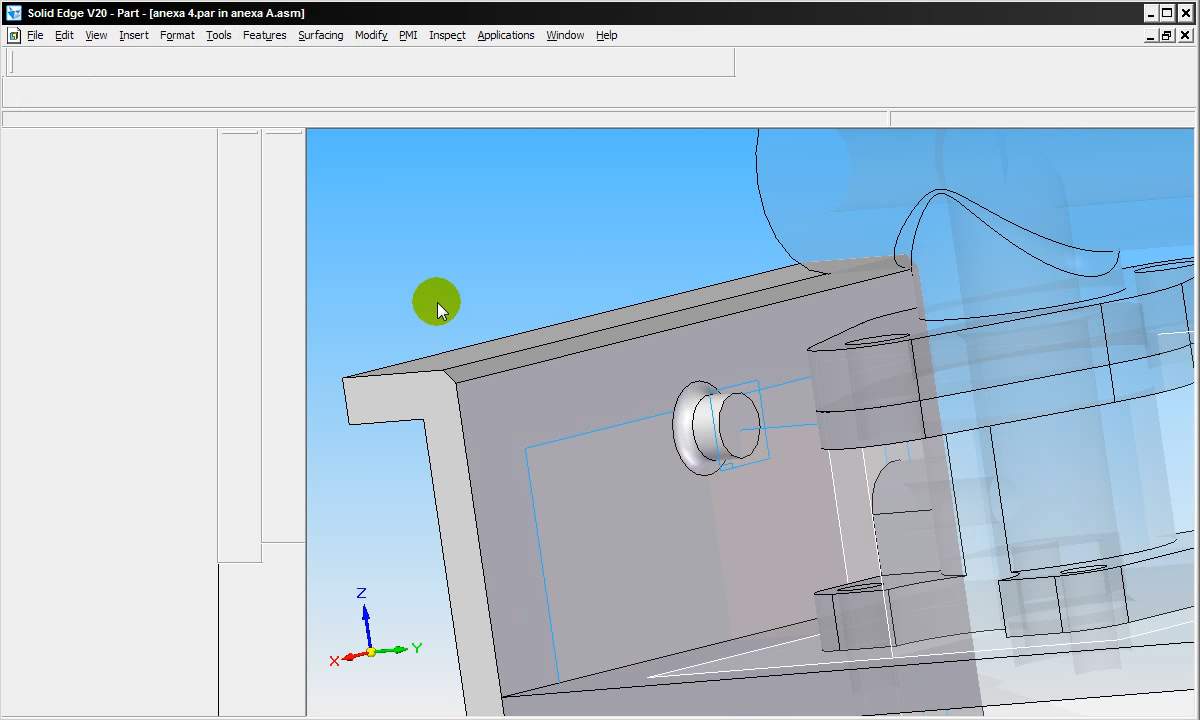 Solid Edge V20 - Part - [anexa 4.par in anexa A.asm]
File Edit View Insert Format Tools Features Surfacing Modify PMI Inspect Applications Window Help
Z
X Y